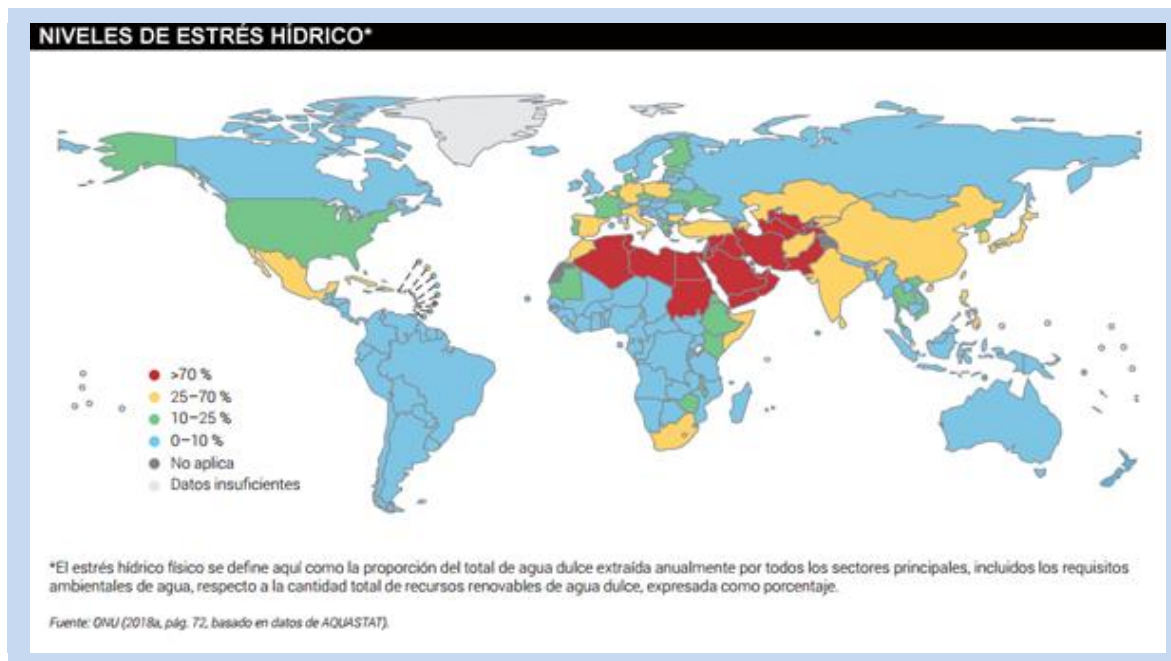 NIVELES DE ESTRÉS HÍDRICO*
>70 %
25–70 %
10–25 %
0–10 %
No aplica
Datos insuficientes
*El estrés hídrico físico se define aquí como la proporción del total de agua dulce extraída anualmente por todos los sectores principales, incluidos los requisitos
ambientales de agua, respecto a la cantidad total de recursos renovables de agua dulce, expresada como porcentaje.
Fuente: ONU (2018a, pág. 72, basado en datos de AQUASTAT).